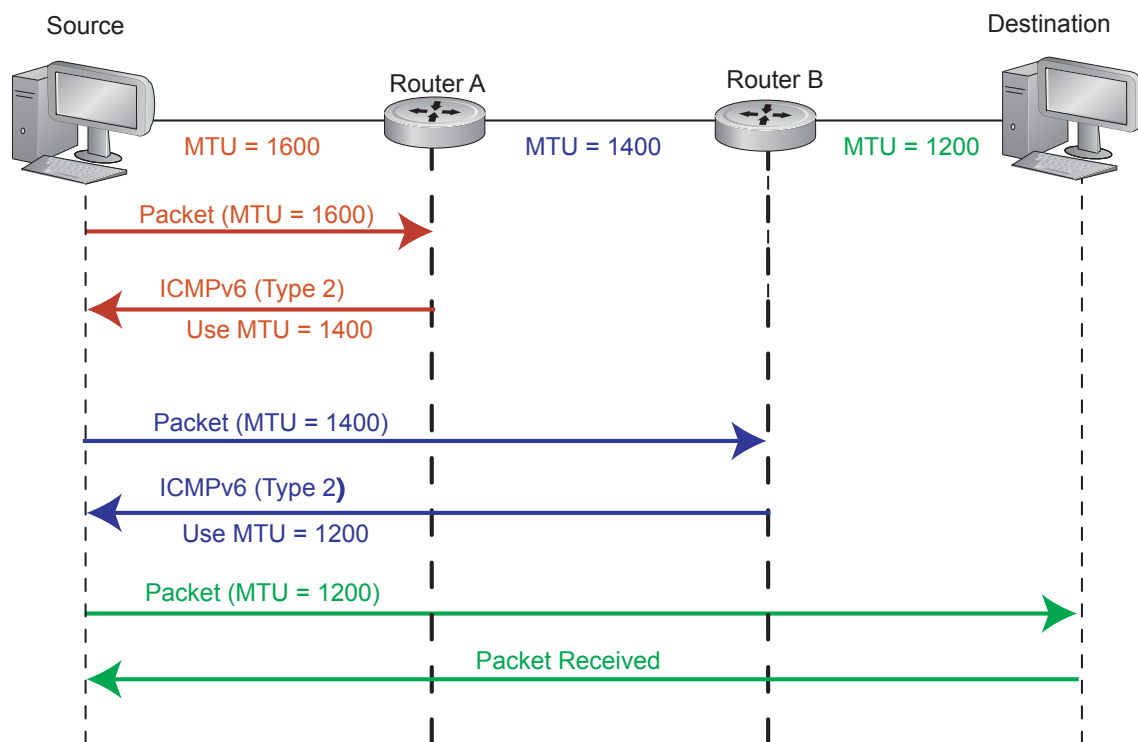 Source
Destination
Router A
Router B
MTU = 1600
MTU = 1400
MTU = 1200
Packet (MTU = 1600)
ICMPv6 (Type 2)
Use MTU = 1400
Packet (MTU = 1400)
ICMPv6 (Type 2)
Use MTU = 1200
Packet (MTU = 1200)
Packet Received